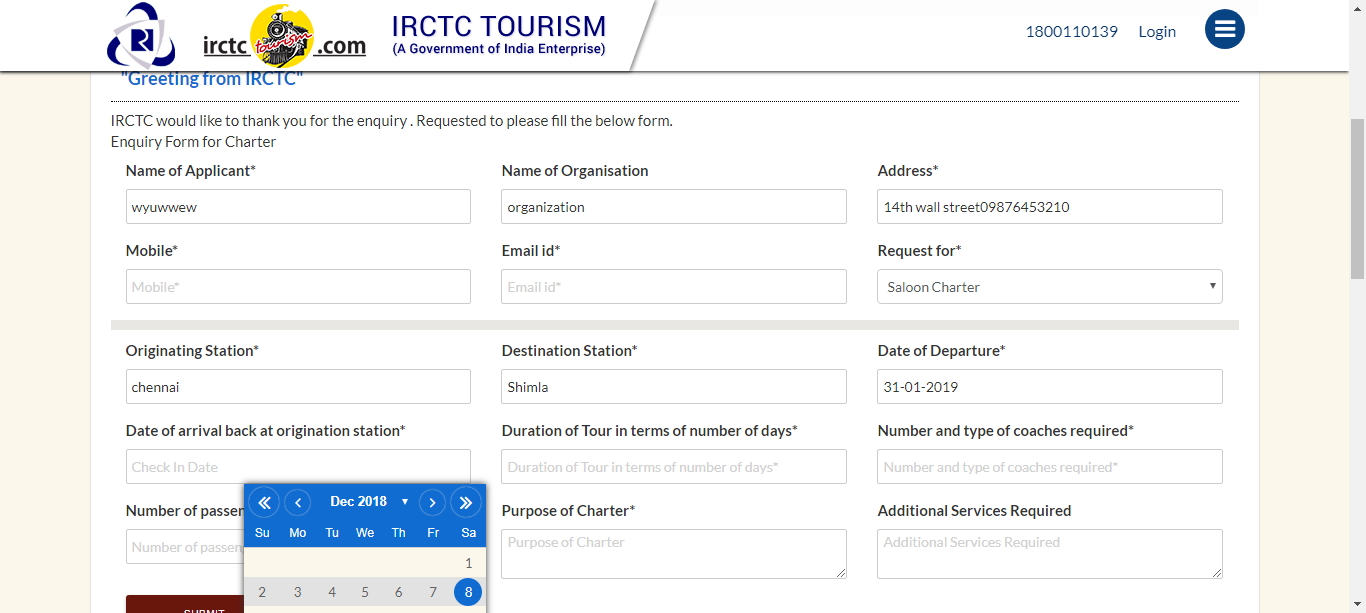 irctc tourism .com
IRCTC TOURISM
(A Government of India Enterprise)
1800110139 Login
"Greeting from IRCTC"
IRCTC would like to thank you for the enquiry . Requested to please fill the below form.
Enquiry Form for Charter
Name of Applicant* Name of Organisation Address*
wyuwwew organization 14th wall street09876453210
Mobile* Email id* Request for*
Mobile* Email id* Saloon Charter
Originating Station* Destination Station* Date of Departure*
chennai Shimla 31-01-2019
Date of arrival back at origination station* Duration of Tour in terms of number of days* Number and type of coaches required*
Check In Date Duration of Tour in terms of number of days* Number and type of coaches required*
Number of passen Purpose of Charter* Additional Services Required
Number of passen Purpose of Charter Additional Services Required
Dec 2018
Su Mo Tu We Th Fr Sa
1
2 3 4 5 6 7 8
SUBMIT